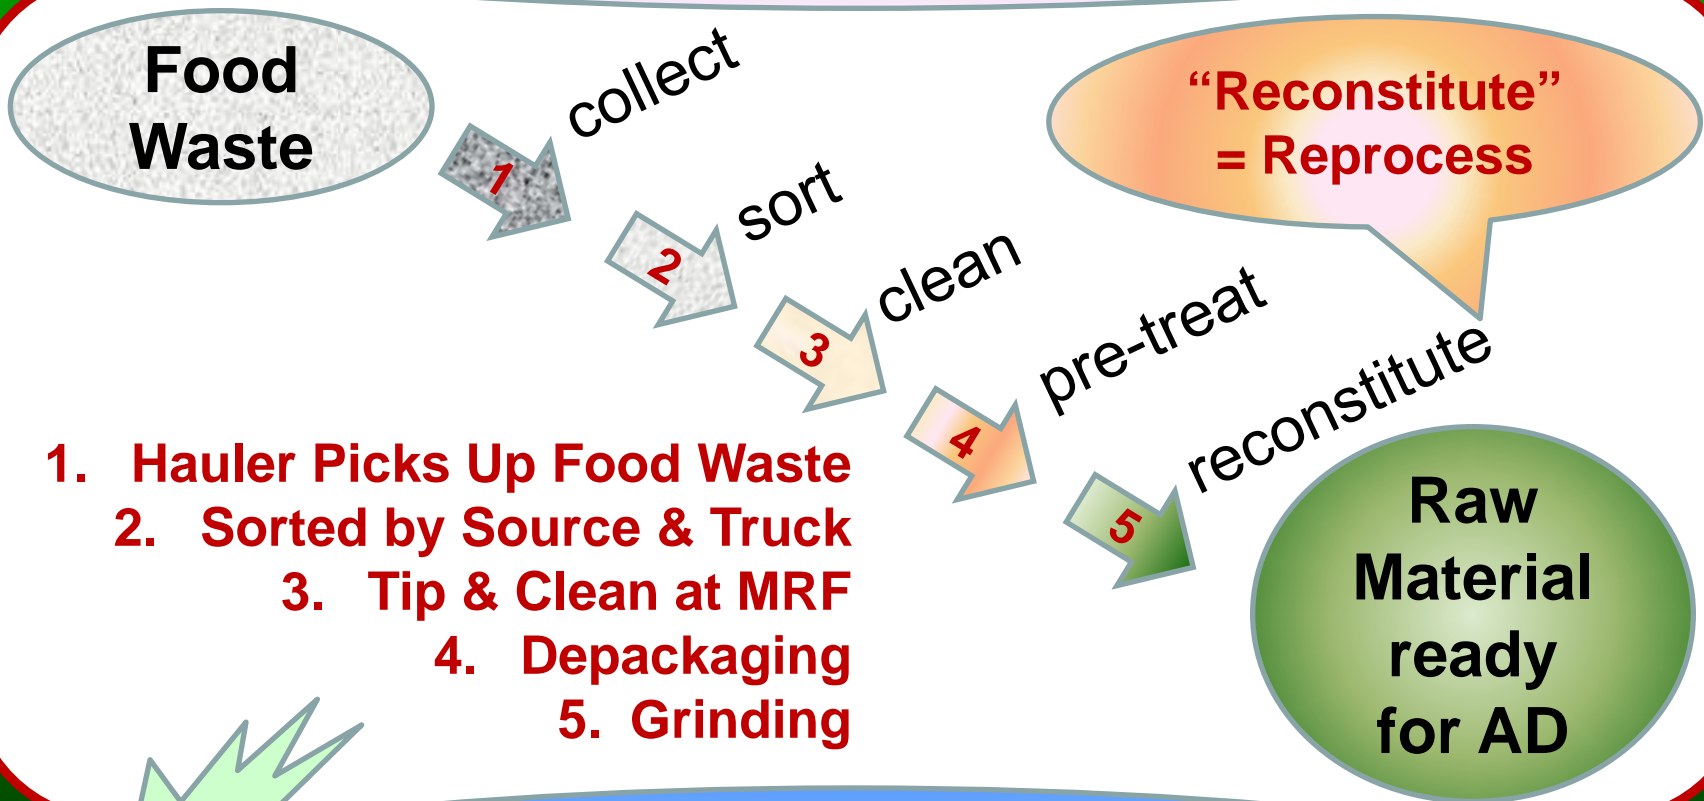 Food
Waste
1
collect
2
sort
3
clean
4
pre-treat
5
reconstitute
“Reconstitute”
= Reprocess
1. Hauler Picks Up Food Waste
2. Sorted by Source & Truck
3. Tip & Clean at MRF
4. Depackaging
5. Grinding
Raw
Material
ready
for AD